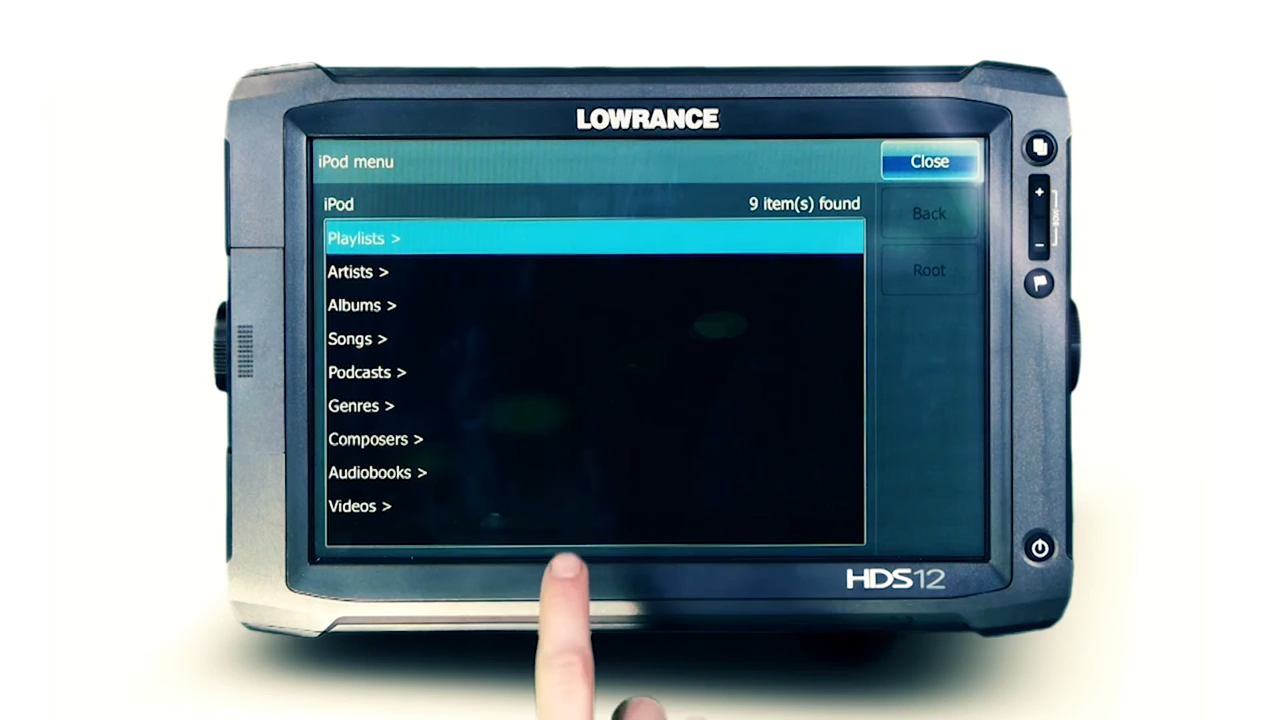 LOWRANCE
iPod menu
Close
iPod
9 item(s) found
Back
Playlists >
Artists >
Root
Albums >
Songs >
Podcasts >
Genres >
Composers >
Audiobooks >
Videos >
HDS12
+
-